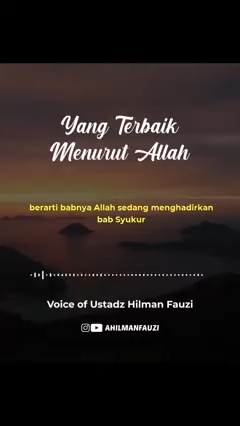 Yang Terbaik
Menurut Allah
berarti babnya Allah sedang menghadirkan
bab Syukur
Voice of Ustadz Hilman Fauzi
AHILMANFAUZI